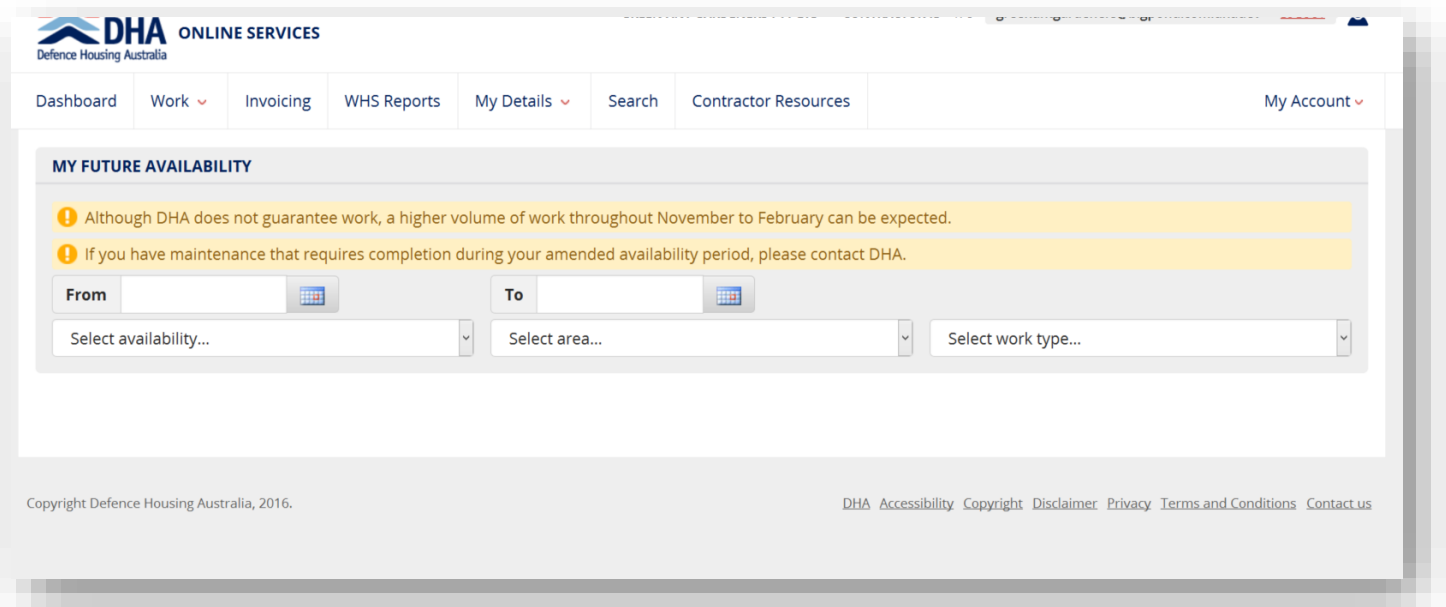 DHA ONLINE SERVICES
Defence Housing Australia
Dashboard Work Invoicing WHS Reports My Details Search Contractor Resources My Account
MY FUTURE AVAILABILITY
Although DHA does not guarantee work, a higher volume of work throughout November to February can be expected.
If you have maintenance that requires completion during your amended availability period, please contact DHA.
From To
Select availability... Select area... Select work type...
Copyright Defence Housing Australia, 2016. DHA Accessibility Copyright Disclaimer Privacy Terms and Conditions Contact us